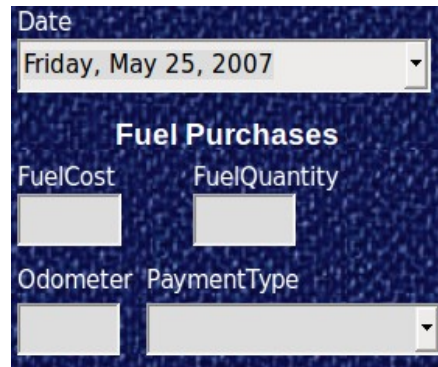 Date
Friday, May 25, 2007
Fuel Purchases
FuelCost FuelQuantity
Odometer PaymentType